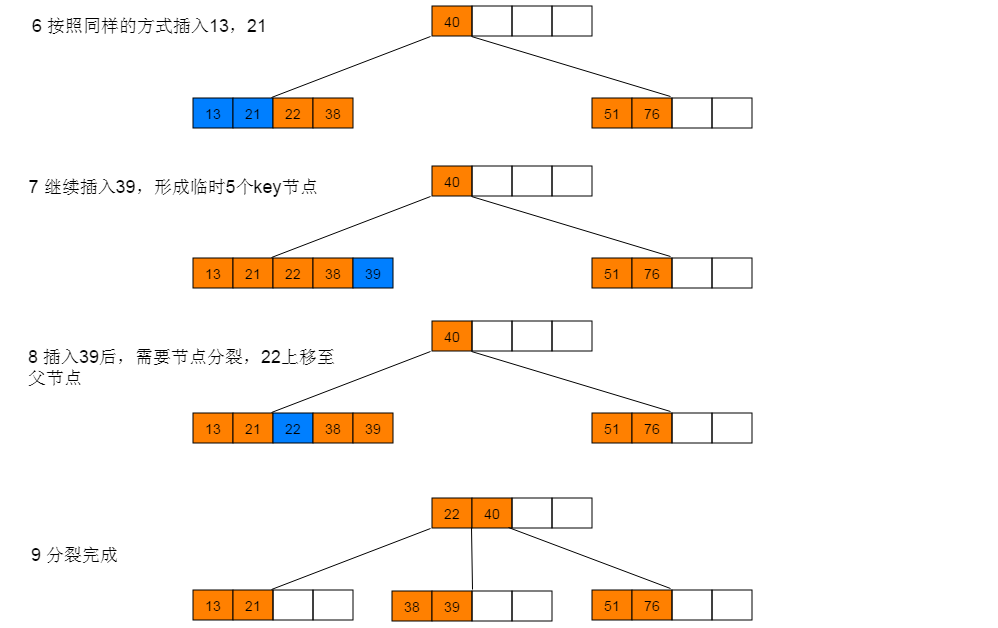 6 按照同样的方式插入13，21
40
13 21 22 38
51 76
7 继续插入39，形成临时5个key节点
40
13 21 22 38 39
51 76
8 插入39后，需要节点分裂，22上移至
父节点
40
13 21 22 38 39
51 76
9 分裂完成
22 40
13 21
38 39
51 76